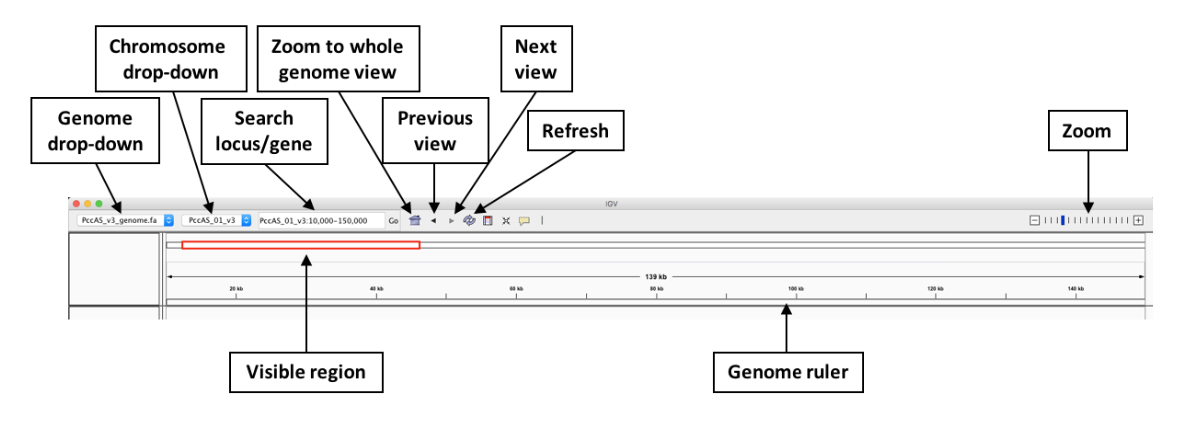 Chromosome
drop-down
Zoom to whole
genome view
Next
view
Genome
drop-down
Search
locus/gene
Previous
view
Refresh
Zoom
IGV
PccAS_v3_genome.fa
PccAS_01_v3
PccAS_01_v3:10,000-150,000
Go
139 kb
20 kb
40 kb
60 kb
80 kb
100 kb
120 kb
140 kb
Visible region
Genome ruler